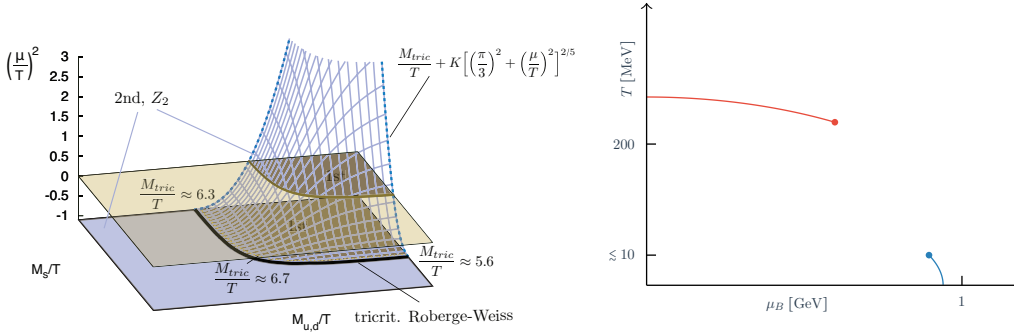 (μ/T)²
3
2.5
2
1.5
1
0.5
0
-0.5
-1
2nd, Z₂
M_tric/T + K[(π/3)² + (μ/T)²]^{2/5}
M_tric/T ≈ 6.3
1st
1st
M_tric/T ≈ 6.7
M_tric/T ≈ 5.6
M_s/T
M_{u,d}/T
tricrit. Roberge-Weiss
T [MeV]
200
≲ 10
μ_B [GeV]
1